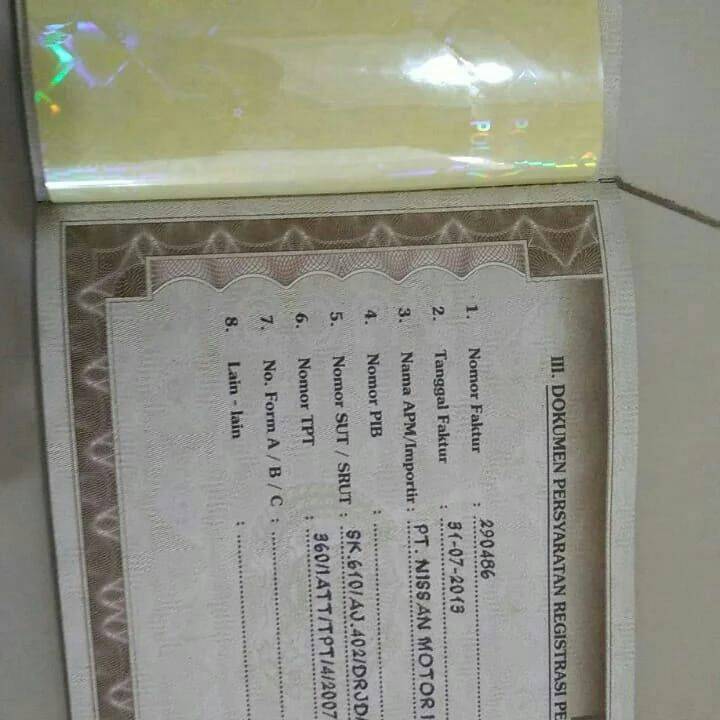 III. DOKUMEN PERSYARATAN REGISTRASI PE
1. Nomor Faktur : 290486
2. Tanggal Faktur : 31-07-2013
3. Nama APM/Importir : PT. NISSAN MOTOR
4. Nomor PIB :
5. Nomor SUT / SRUT : SK.610/AJ.402/DRJD/
6. Nomor TPT : 360/IATT/TPT/4/2007
7. No. Form A / B / C :
8. Lain - lain :